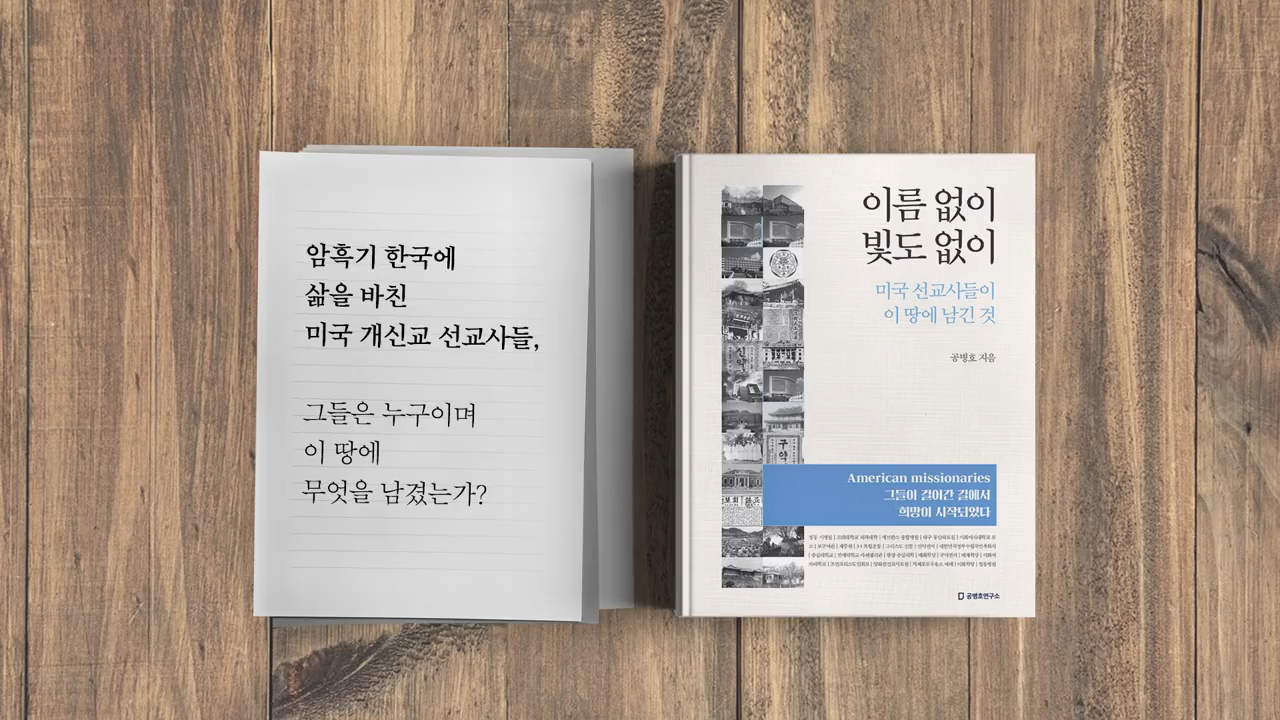 암흑기 한국에
삶을 바친
미국 개신교 선교사들,
그들은 누구이며
이 땅에
무엇을 남겼는가?
이름 없이
빛도 없이
미국 선교사들이
이 땅에 남긴 것
공병호 지음
신약
구약
American missionaries
그들이 걸어간 길에서
희망이 시작되었다
공병호연구소